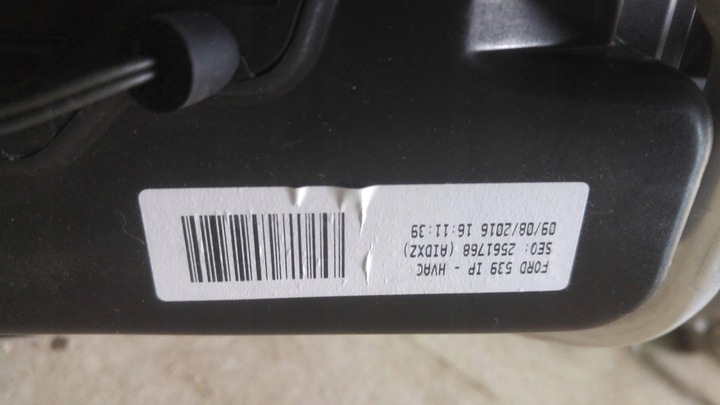 FORD 539 IP - HVAC
SEQ: 2561768 (AIDXZ)
09/08/2016 16:11:39